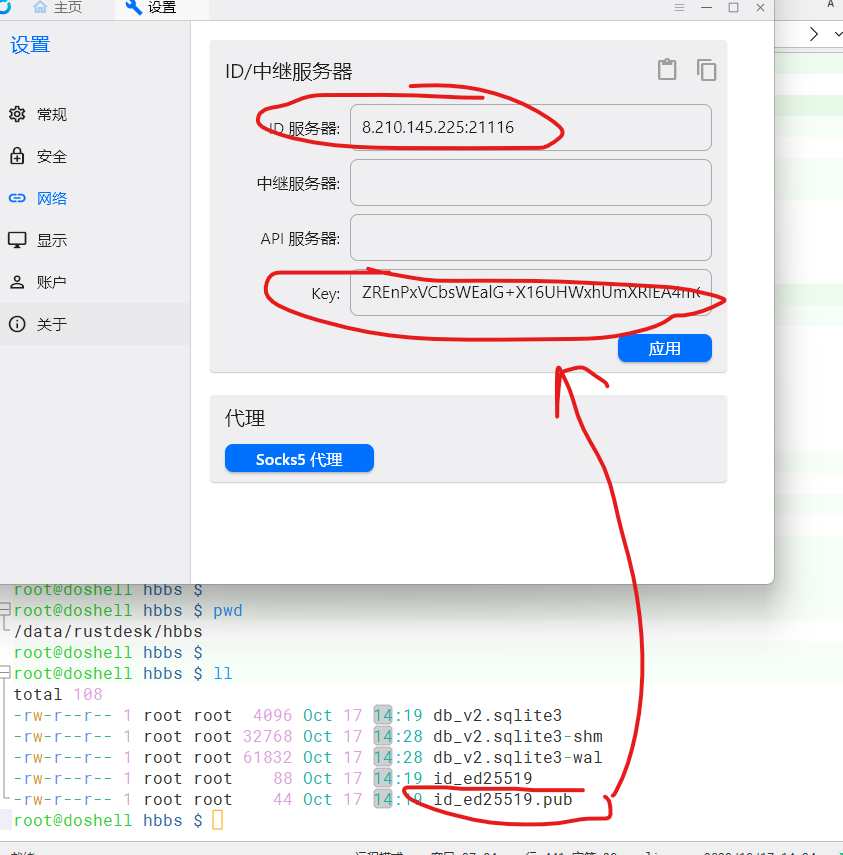 主页
设置
A
设置
常规
安全
网络
显示
账户
关于
ID/中继服务器
ID 服务器:
8.210.145.225:21116
中继服务器:
API 服务器:
Key:
ZREnPxVCbsWEalG+X16UHWxhUmXRIEA4mK
应用
代理
Socks5 代理
root@doshell hbbs $
root@doshell hbbs $ pwd
/data/rustdesk/hbbs
root@doshell hbbs $
root@doshell hbbs $ ll
total 108
-rw-r--r-- 1 root root 4096 Oct 17 14:19 db_v2.sqlite3
-rw-r--r-- 1 root root 32768 Oct 17 14:28 db_v2.sqlite3-shm
-rw-r--r-- 1 root root 61832 Oct 17 14:28 db_v2.sqlite3-wal
-rw-r--r-- 1 root root 88 Oct 17 14:19 id_ed25519
-rw-r--r-- 1 root root 44 Oct 17 14:19 id_ed25519.pub
root@doshell hbbs $